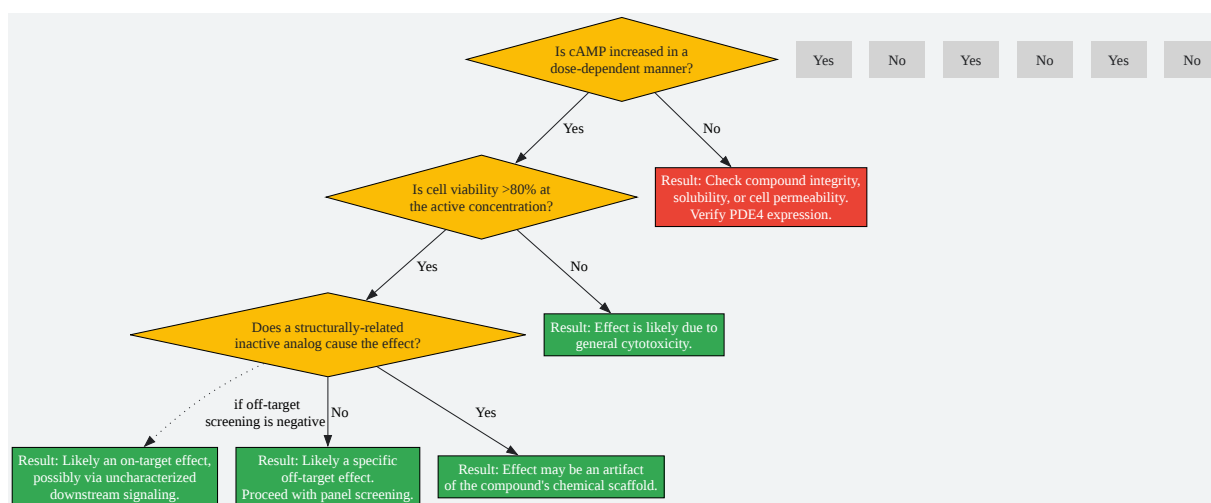 Is cAMP increased in a
dose-dependent manner?
Yes
No
Yes
No
Yes
No
Yes
No
Is cell viability >80% at
the active concentration?
Result: Check compound integrity,
solubility, or cell permeability.
Verify PDE4 expression.
Yes
No
Does a structurally-related
inactive analog cause the effect?
Result: Effect is likely due to
general cytotoxicity.
if off-target
screening is negative
No
Yes
Result: Likely an on-target effect,
possibly via uncharacterized
downstream signaling.
Result: Likely a specific
off-target effect.
Proceed with panel screening.
Result: Effect may be an artifact
of the compound's chemical scaffold.